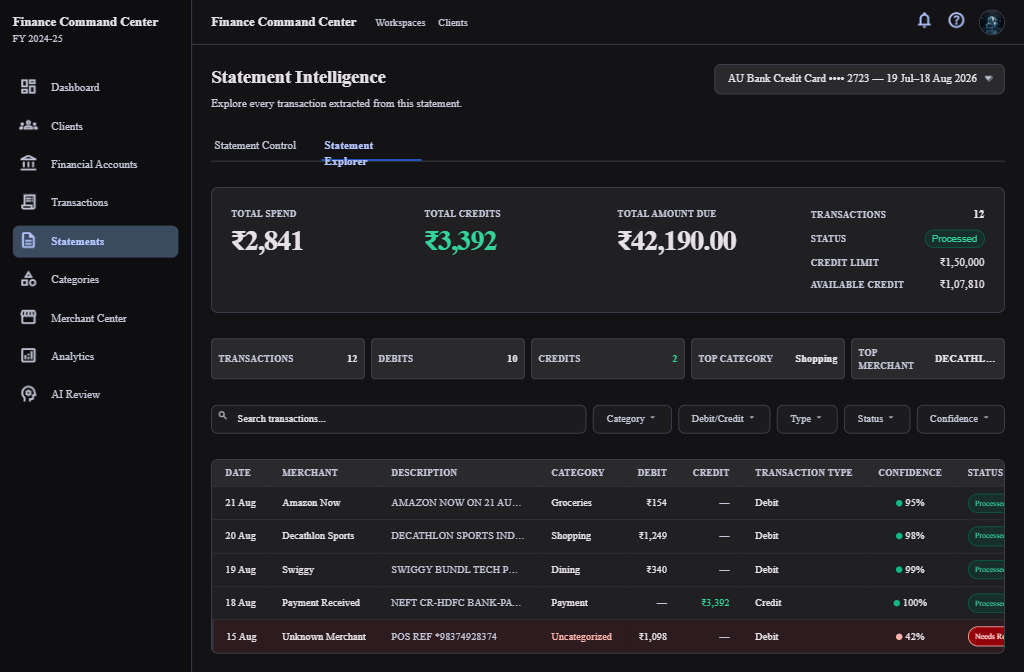 Finance Command Center
FY 2024-25
Dashboard
Clients
Financial Accounts
Transactions
Statements
Categories
Merchant Center
Analytics
AI Review
Finance Command Center Workspaces Clients
Statement Intelligence
Explore every transaction extracted from this statement.
AU Bank Credit Card •••• 2723 — 19 Jul–18 Aug 2026
Statement Control
Statement
Explorer
TOTAL SPEND
₹2,841
TOTAL CREDITS
₹3,392
TOTAL AMOUNT DUE
₹42,190.00
TRANSACTIONS 12
STATUS Processed
CREDIT LIMIT ₹1,50,000
AVAILABLE CREDIT ₹1,07,810
TRANSACTIONS 12
DEBITS 10
CREDITS 2
TOP CATEGORY Shopping
TOP
MERCHANT
DECATHL...
Search transactions...
Category
Debit/Credit
Type
Status
Confidence
DATE MERCHANT DESCRIPTION CATEGORY DEBIT CREDIT TRANSACTION TYPE CONFIDENCE STATUS
21 Aug Amazon Now AMAZON NOW ON 21 AU... Groceries ₹154 — Debit 95% Processe
20 Aug Decathlon Sports DECATHLON SPORTS IND... Shopping ₹1,249 — Debit 98% Processe
19 Aug Swiggy SWIGGY BUNDL TECH P... Dining ₹340 — Debit 99% Processe
18 Aug Payment Received NEFT CR-HDFC BANK-PA... Payment — ₹3,392 Credit 100% Processe
15 Aug Unknown Merchant POS REF *98374928374 Uncategorized ₹1,098 — Debit 42% Needs Re